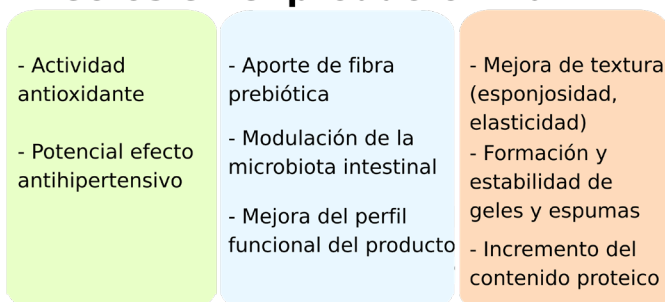 - Actividad
antioxidante
- Potencial efecto
antihipertensivo
- Aporte de fibra
prebiótica
- Modulación de la
microbiota intestinal
- Mejora del perfil
funcional del producto
- Mejora de textura
(esponjosidad,
elasticidad)
- Formación y
estabilidad de
geles y espumas
- Incremento del
contenido proteico